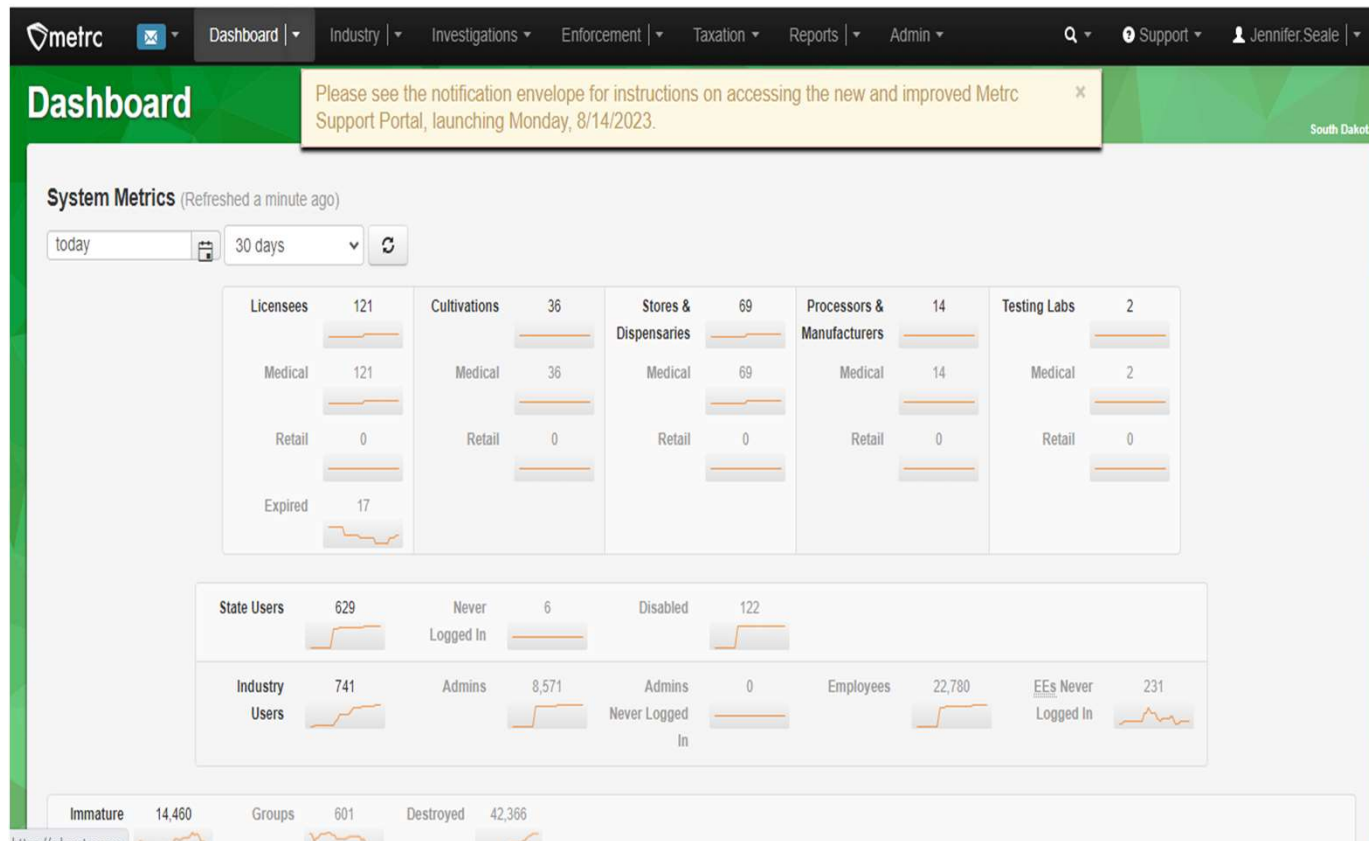 metrc Dashboard Industry Investigations Enforcement Taxation Reports Admin Support Jennifer.Seale
Dashboard
Please see the notification envelope for instructions on accessing the new and improved Metrc
Support Portal, launching Monday, 8/14/2023.
×
South Dakot
System Metrics (Refreshed a minute ago)
today 30 days
Licensees 121 Cultivations 36 Stores & 69 Processors & 14 Testing Labs 2
Dispensaries Manufacturers
Medical 121 Medical 36 Medical 69 Medical 14 Medical 2
Retail 0 Retail 0 Retail 0 Retail 0 Retail 0
Expired 17
State Users 629 Never 6 Disabled 122
Logged In
Industry 741 Admins 8,571 Admins 0 Employees 22,780 EEs Never 231
Users Never Logged Logged In
In
Immature 14,460 Groups 601 Destroyed 42,366